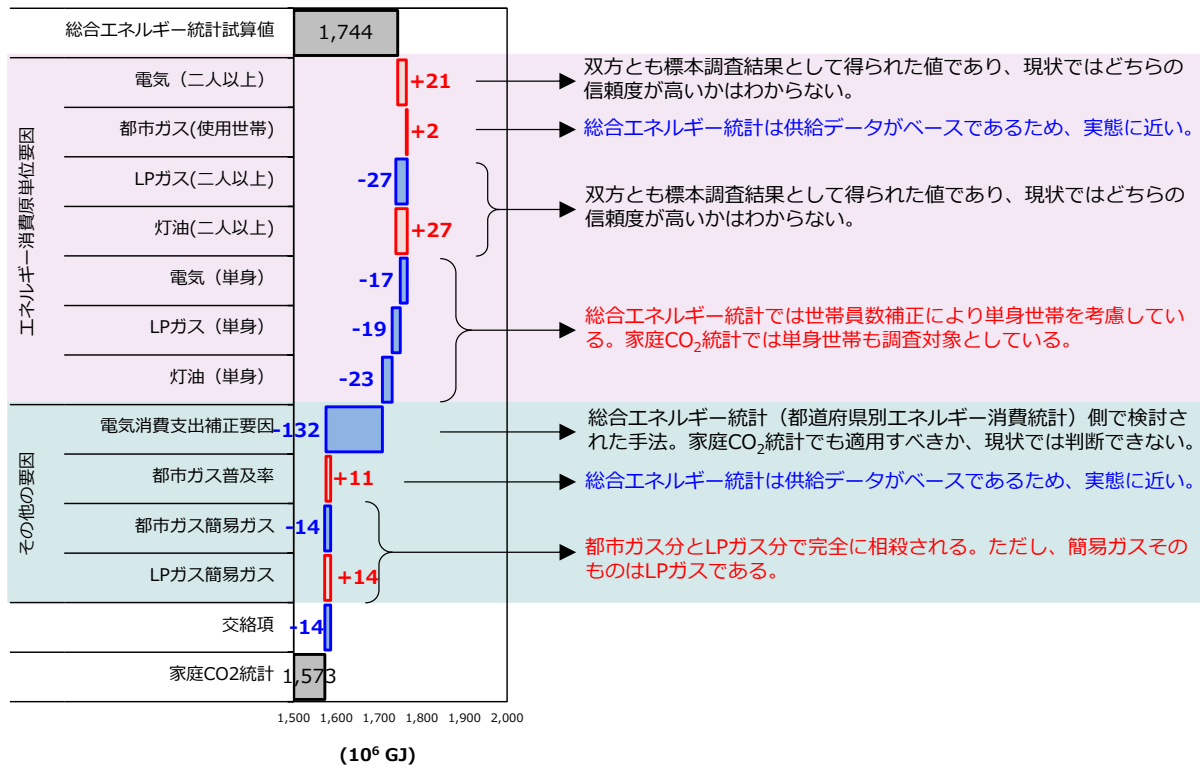 総合エネルギー統計試算値
1,744
エネルギー消費原単位要因
電気（二人以上）
+21
双方とも標本調査結果として得られた値であり、現状ではどちらの
信頼度が高いかはわからない。
都市ガス(使用世帯)
+2
総合エネルギー統計は供給データがベースであるため、実態に近い。
LPガス(二人以上)
-27
双方とも標本調査結果として得られた値であり、現状ではどちらの
信頼度が高いかはわからない。
灯油(二人以上)
+27
電気（単身）
-17
LPガス（単身）
-19
総合エネルギー統計では世帯員数補正により単身世帯を考慮してい
る。家庭CO₂統計では単身世帯も調査対象としている。
灯油（単身）
-23
その他の要因
電気消費支出補正要因
-132
総合エネルギー統計（都道府県別エネルギー消費統計）側で検討さ
れた手法。家庭CO₂統計でも適用すべきか、現状では判断できない。
都市ガス普及率
+11
総合エネルギー統計は供給データがベースであるため、実態に近い。
都市ガス簡易ガス
-14
都市ガス分とLPガス分で完全に相殺される。ただし、簡易ガスその
ものはLPガスである。
LPガス簡易ガス
+14
交絡項
-14
家庭CO2統計
1,573
1,500 1,600 1,700 1,800 1,900 2,000
(10⁶ GJ)